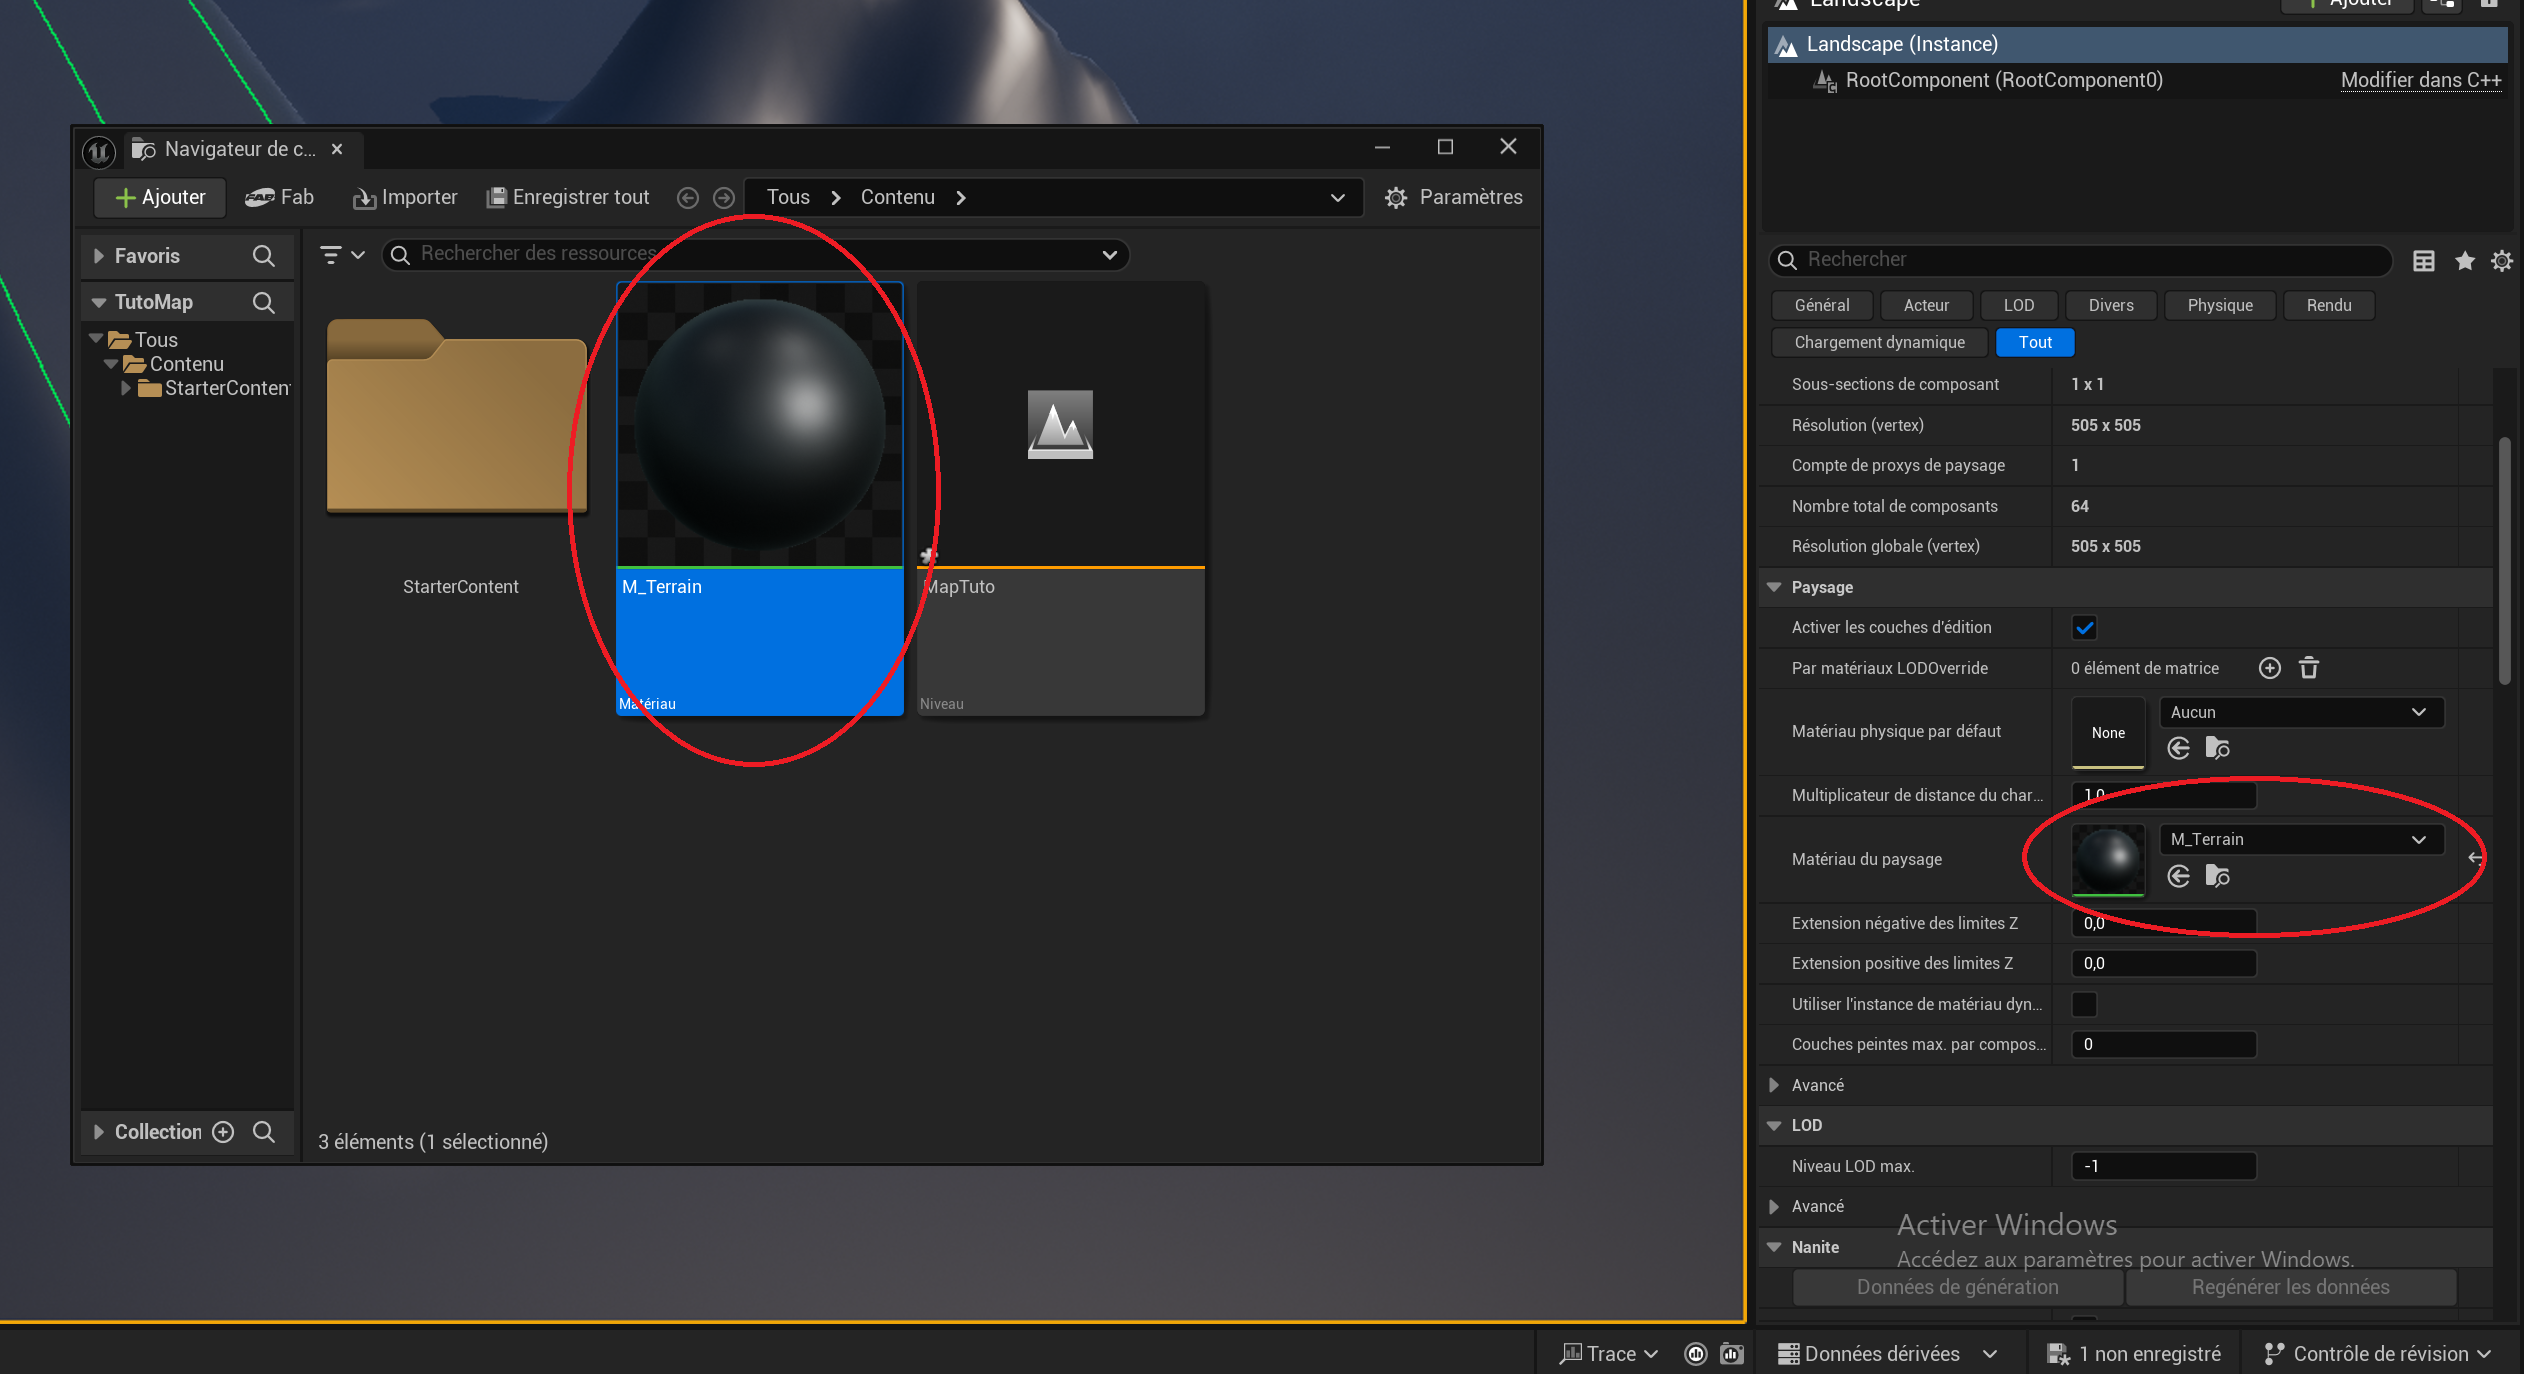 Landscape
Ajouter
Landscape (Instance)
RootComponent (RootComponent0)
Modifier dans C++
Navigateur de c...
Ajouter
Fab
Importer
Enregistrer tout
Tous
Contenu
Paramètres
Favoris
Rechercher des ressources
TutoMap
Tous
Contenu
StarterConten
StarterContent
M_Terrain
Matériau
MapTuto
Niveau
Collection
3 éléments (1 sélectionné)
Rechercher
Général
Acteur
LOD
Divers
Physique
Rendu
Chargement dynamique
Tout
Sous-sections de composant
1 x 1
Résolution (vertex)
505 x 505
Compte de proxys de paysage
1
Nombre total de composants
64
Résolution globale (vertex)
505 x 505
Paysage
Activer les couches d'édition
Par matériaux LODOverride
0 élément de matrice
Matériau physique par défaut
None
Aucun
Multiplicateur de distance du char...
1,0
Matériau du paysage
M_Terrain
Extension négative des limites Z
0,0
Extension positive des limites Z
0,0
Utiliser l'instance de matériau dyn...
Couches peintes max. par compos...
0
Avancé
LOD
Niveau LOD max.
-1
Avancé
Nanite
Activer Windows
Accédez aux paramètres pour activer Windows.
Données de génération
Regénérer les données
Trace
Données dérivées
1 non enregistré
Contrôle de révision